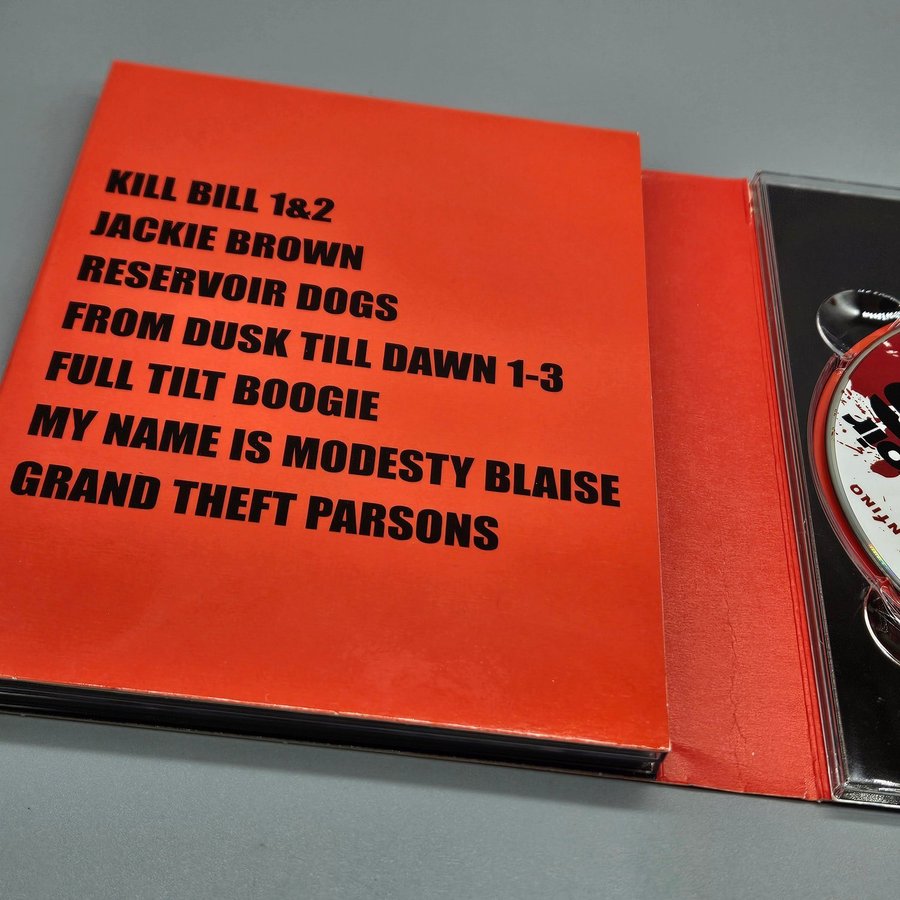 KILL BILL 1&2
JACKIE BROWN
RESERVOIR DOGS
FROM DUSK TILL DAWN 1-3
FULL TILT BOOGIE
MY NAME IS MODESTY BLAISE
GRAND THEFT PARSONS